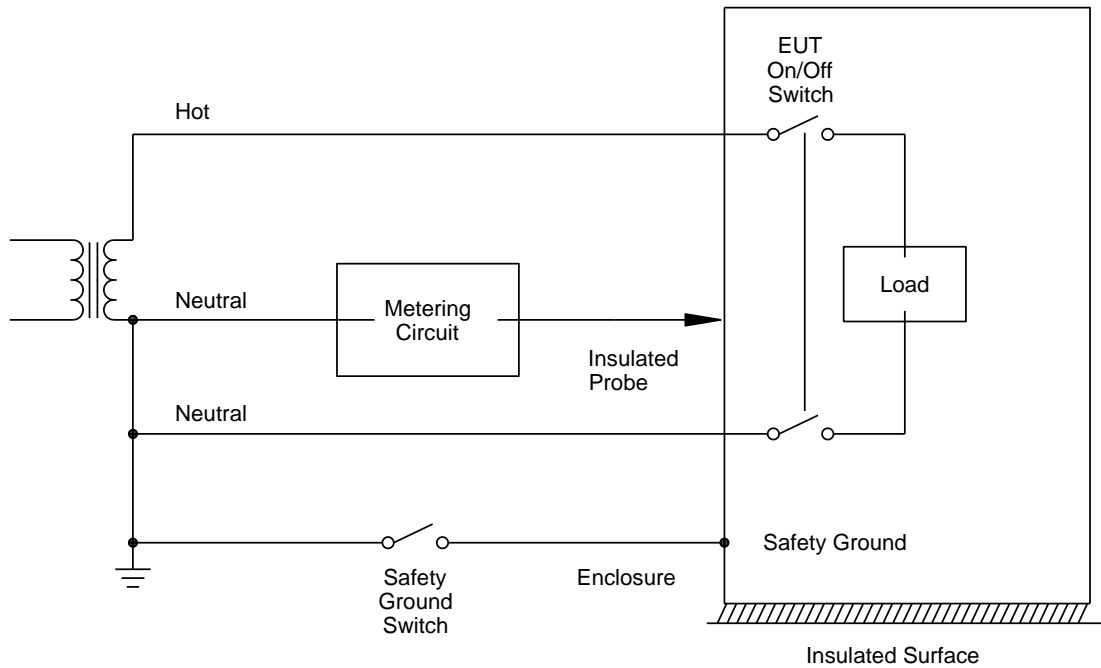 EUT
On/Off
Switch
Hot
Neutral
Metering
Circuit
Load
Insulated
Probe
Neutral
Safety Ground
Safety
Ground
Switch
Enclosure
Insulated Surface